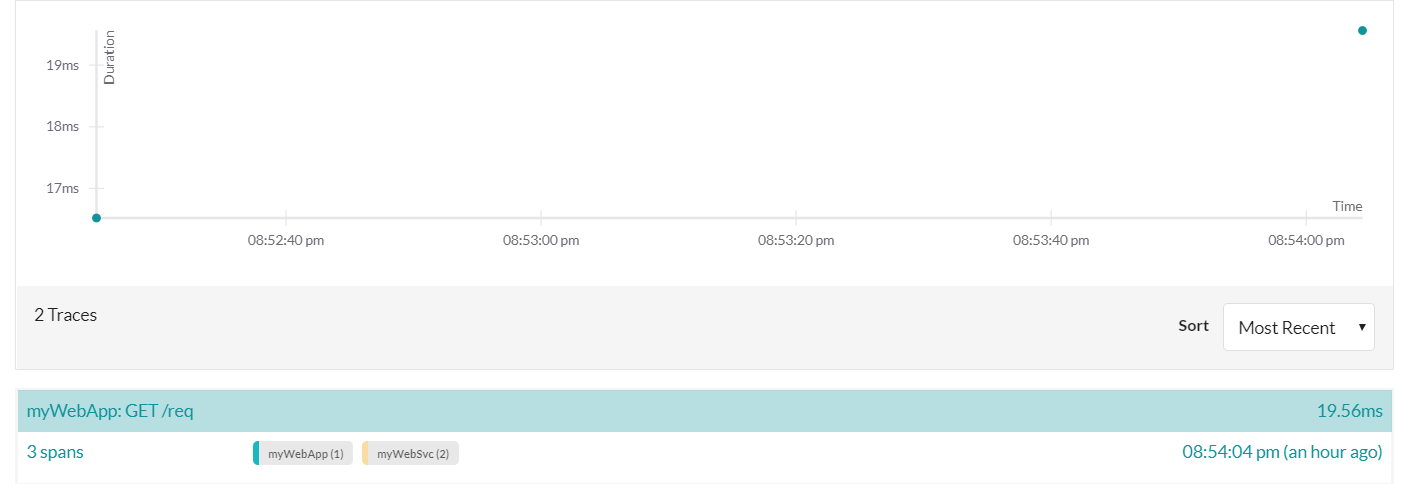 Duration
19ms
18ms
17ms
Time
08:52:40 pm 08:53:00 pm 08:53:20 pm 08:53:40 pm 08:54:00 pm
2 Traces
Sort Most Recent
myWebApp: GET /req 19.56ms
3 spans myWebApp (1) myWebSvc (2) 08:54:04 pm (an hour ago)